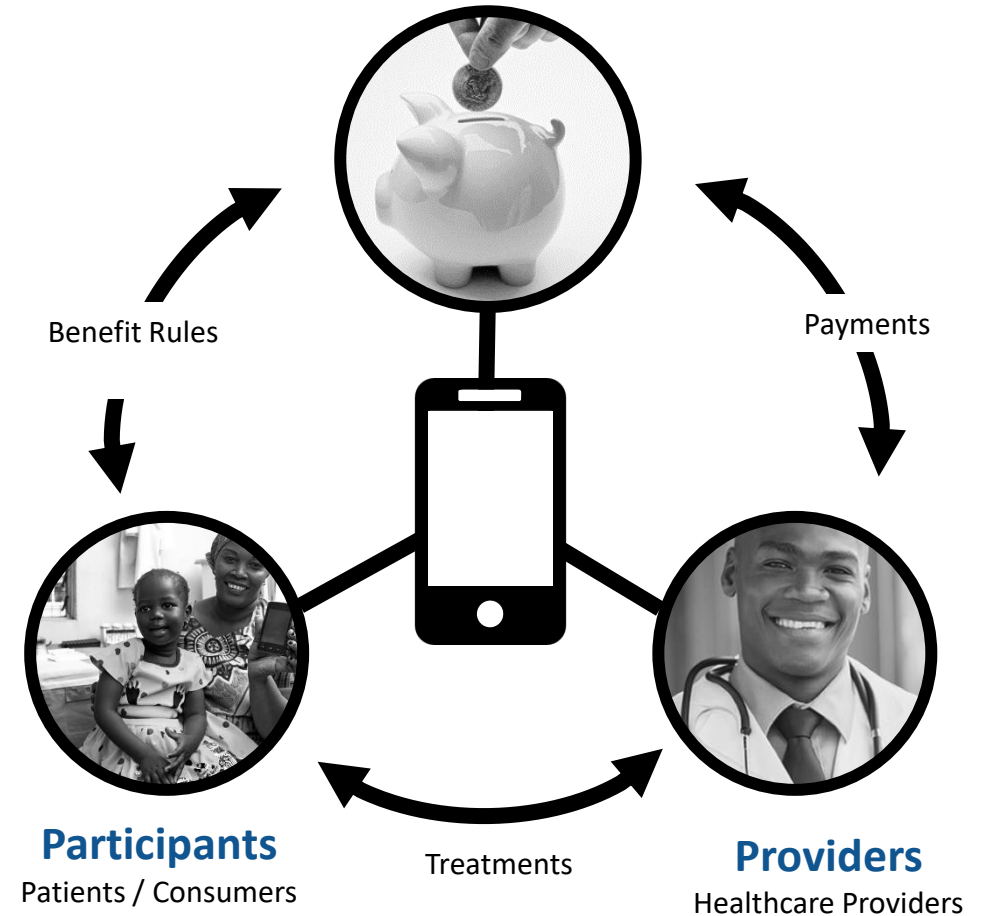 Benefit Rules
Payments
Participants
Patients / Consumers
Treatments
Providers
Healthcare Providers